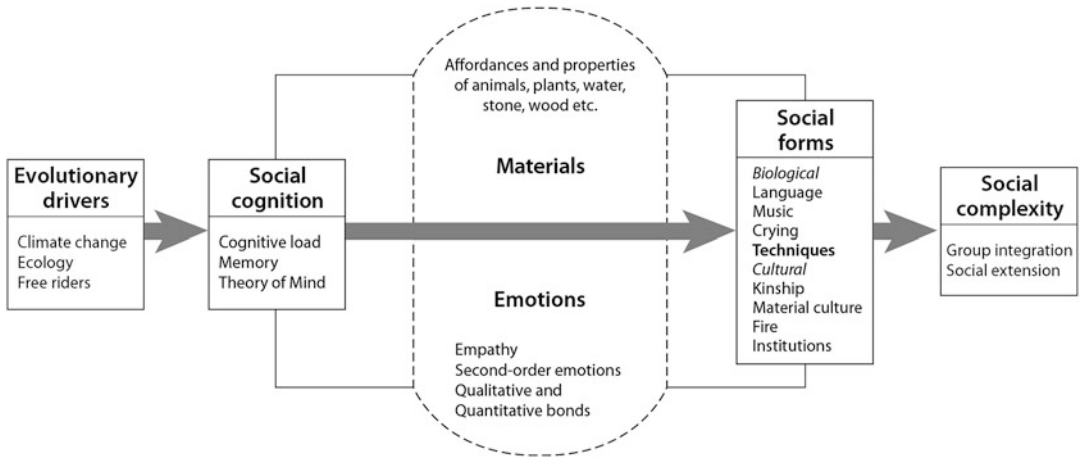 Evolutionary
drivers
Climate change
Ecology
Free riders
Social
cognition
Cognitive load
Memory
Theory of Mind
Affordances and properties
of animals, plants, water,
stone, wood etc.
Materials
Emotions
Empathy
Second-order emotions
Qualitative and
Quantitative bonds
Social
forms
Biological
Language
Music
Crying
Techniques
Cultural
Kinship
Material culture
Fire
Institutions
Social
complexity
Group integration
Social extension